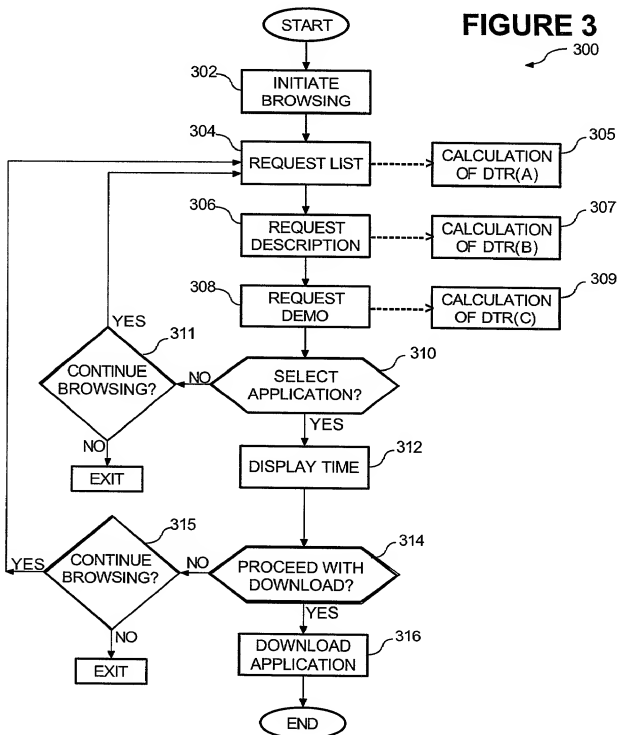 START
FIGURE 3
300
302
INITIATE
BROWSING
304
REQUEST LIST
305
CALCULATION
OF DTR(A)
306
REQUEST
DESCRIPTION
307
CALCULATION
OF DTR(B)
308
REQUEST
DEMO
309
CALCULATION
OF DTR(C)
YES
311
CONTINUE
BROWSING?
NO
310
SELECT
APPLICATION?
YES
NO
EXIT
312
DISPLAY TIME
315
YES
CONTINUE
BROWSING?
NO
314
PROCEED WITH
DOWNLOAD?
YES
NO
EXIT
316
DOWNLOAD
APPLICATION
END